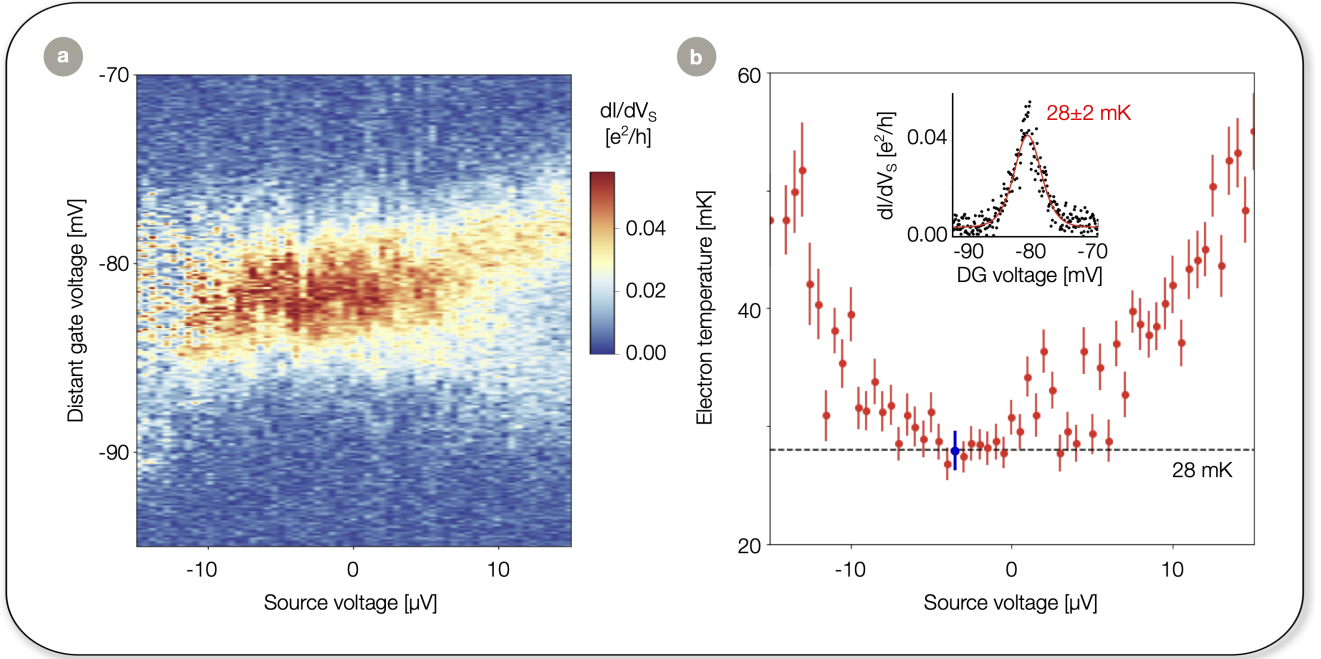 a
-70
-80
-90
Distant gate voltage [mV]
-10
0
10
Source voltage [µV]
dI/dVS
[e²/h]
0.04
0.02
0.00
b
60
40
20
Electron temperature [mK]
-10
0
10
Source voltage [µV]
28 mK
28±2 mK
dI/dVS [e²/h]
0.04
0.00
-90
-80
-70
DG voltage [mV]